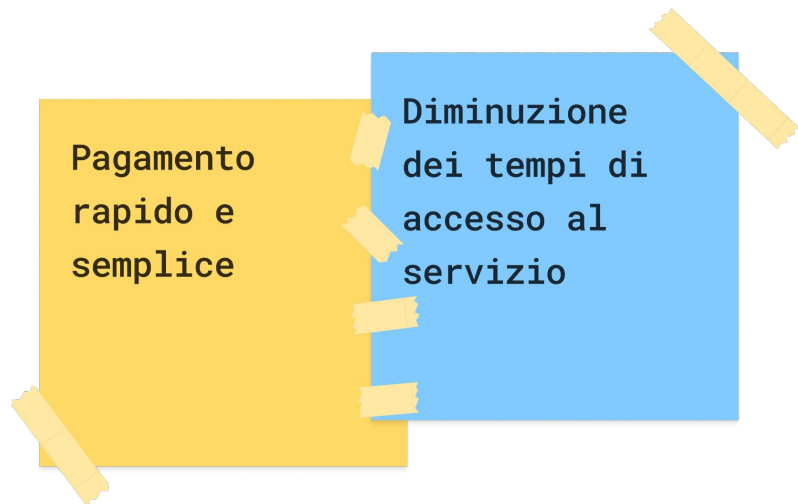 Pagamento
rapido e
semplice
Diminuzione
dei tempi di
accesso al
servizio